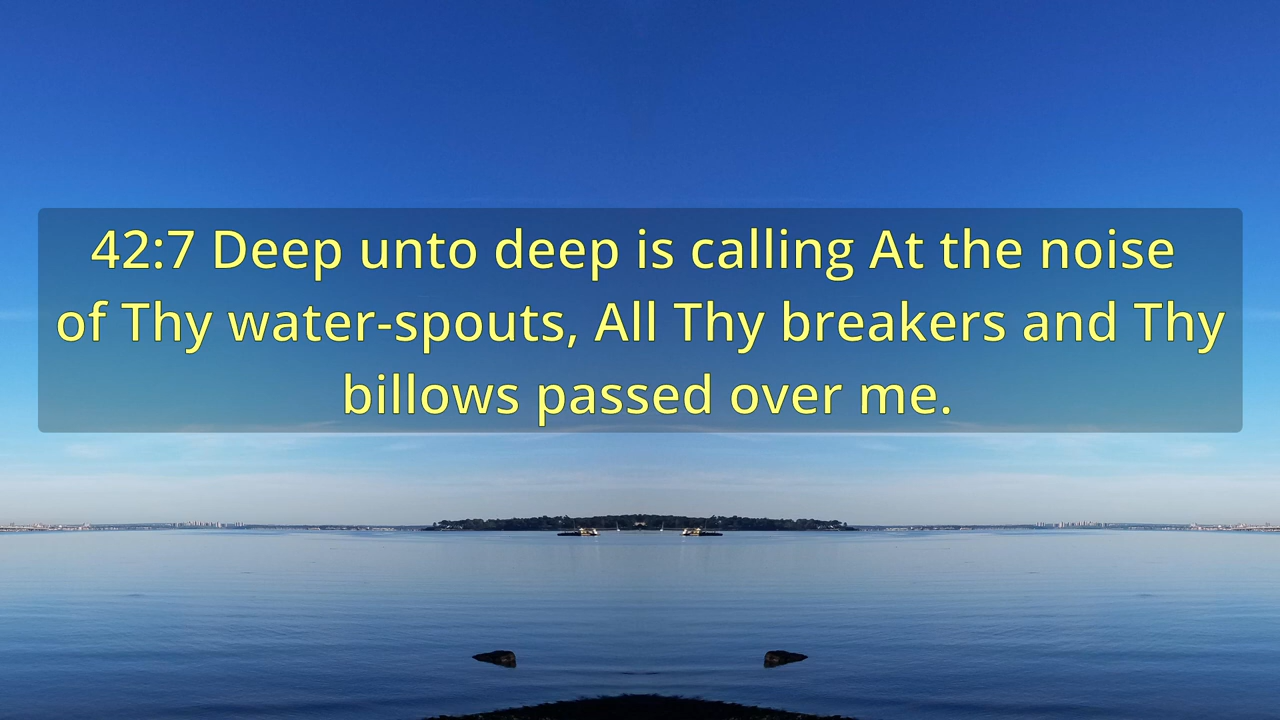 42:7 Deep unto deep is calling At the noise
of Thy water-spouts, All Thy breakers and Thy
billows passed over me.